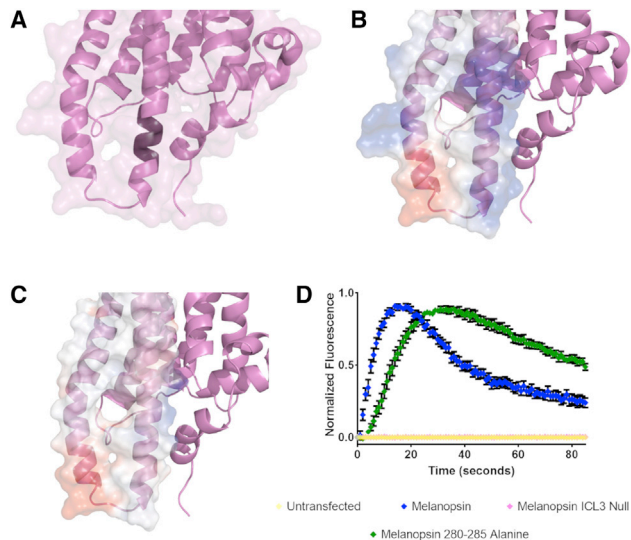 A
B
C
D
Normalized Fluorescence
1.0
0.5
0.0
0
20
40
60
80
Time (seconds)
Untransfected
Melanopsin
Melanopsin ICL3 Null
Melanopsin 280-285 Alanine